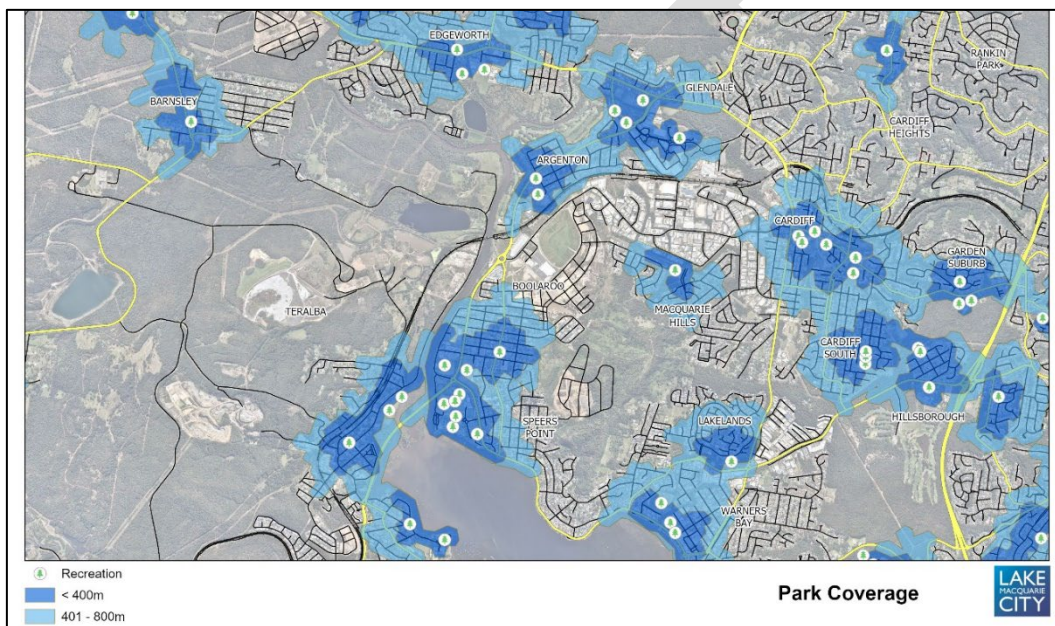 EDGEWORTH
RANKIN
PARK
GLENDALE
BARNSLEY
CARDIFF
HEIGHTS
ARGENTON
CARDIFF
GARDEN
SUBURB
BOOLAROO
TERALBA
MACQUARIE
HILLS
CARDIFF
SOUTH
HILLSBOROUGH
LAKELANDS
SPEERS
POINT
WARNERS
BAY
Recreation
< 400m
401 - 800m
Park Coverage
LAKE
MACQUARIE
CITY